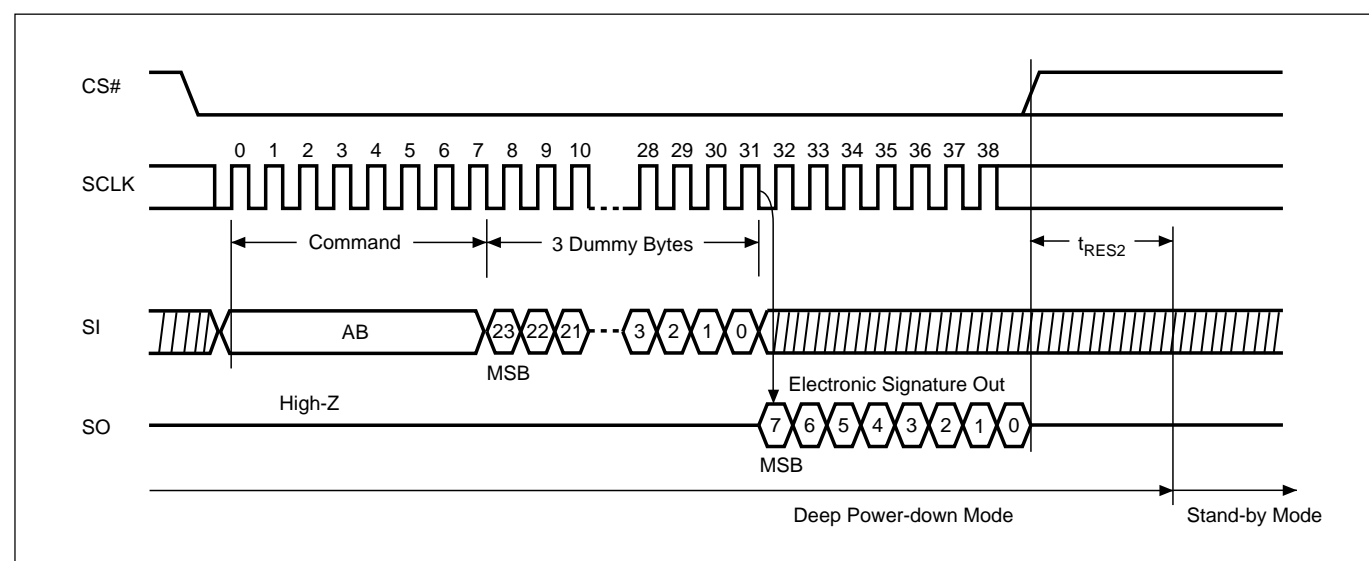 CS#
0 1 2 3 4 5 6 7 8 9 10 28 29 30 31 32 33 34 35 36 37 38
SCLK
Command 3 Dummy Bytes tRES2
SI AB 23 22 21 3 2 1 0
MSB
Electronic Signature Out
High-Z
SO 7 6 5 4 3 2 1 0
MSB
Deep Power-down Mode Stand-by Mode